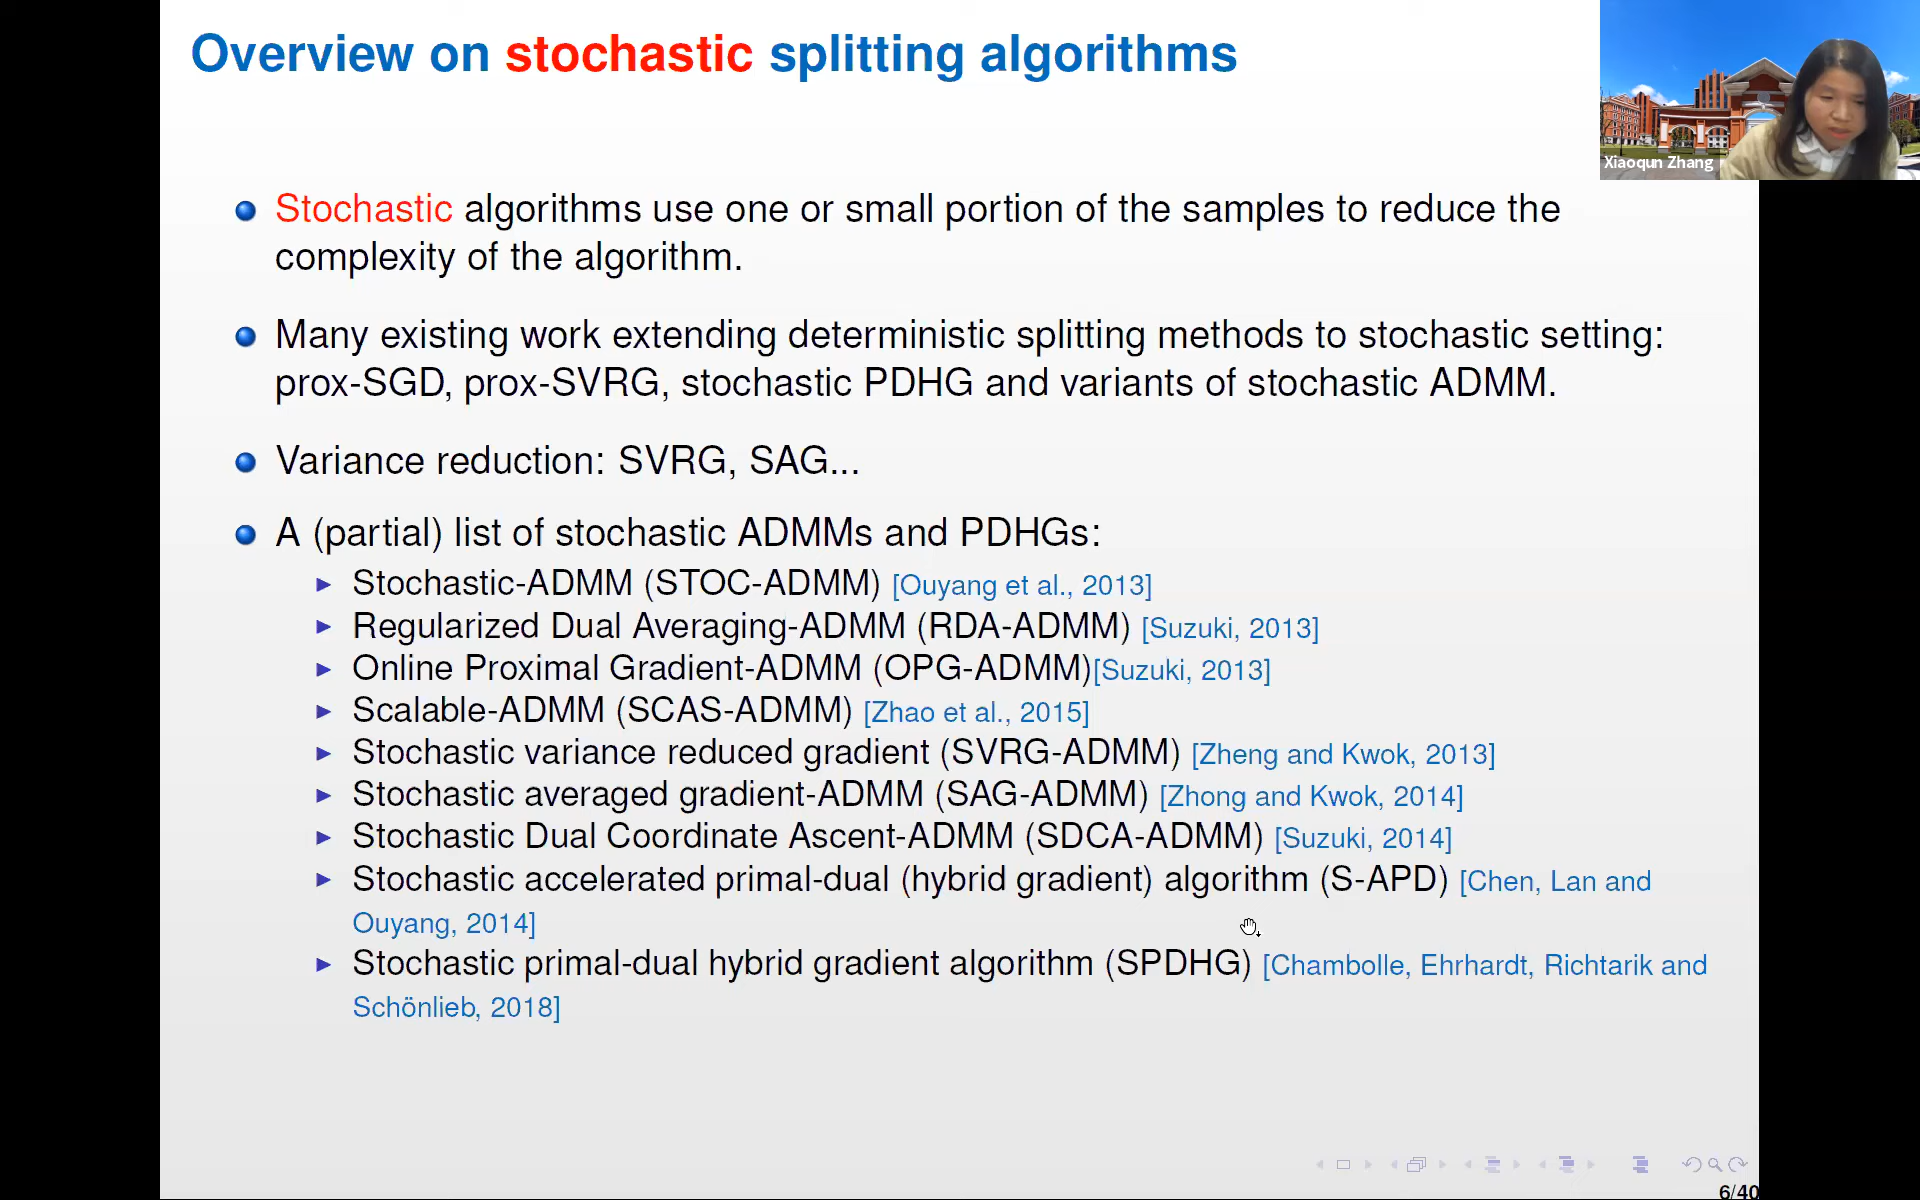 Overview on stochastic splitting algorithms
Xiaoqun Zhang
Stochastic algorithms use one or small portion of the samples to reduce the
complexity of the algorithm.
Many existing work extending deterministic splitting methods to stochastic setting:
prox-SGD, prox-SVRG, stochastic PDHG and variants of stochastic ADMM.
Variance reduction: SVRG, SAG...
A (partial) list of stochastic ADMMs and PDHGs:
Stochastic-ADMM (STOC-ADMM) [Ouyang et al., 2013]
Regularized Dual Averaging-ADMM (RDA-ADMM) [Suzuki, 2013]
Online Proximal Gradient-ADMM (OPG-ADMM)[Suzuki, 2013]
Scalable-ADMM (SCAS-ADMM) [Zhao et al., 2015]
Stochastic variance reduced gradient (SVRG-ADMM) [Zheng and Kwok, 2013]
Stochastic averaged gradient-ADMM (SAG-ADMM) [Zhong and Kwok, 2014]
Stochastic Dual Coordinate Ascent-ADMM (SDCA-ADMM) [Suzuki, 2014]
Stochastic accelerated primal-dual (hybrid gradient) algorithm (S-APD) [Chen, Lan and
Ouyang, 2014]
Stochastic primal-dual hybrid gradient algorithm (SPDHG) [Chambolle, Ehrhardt, Richtarik and
Schönlieb, 2018]
6/40